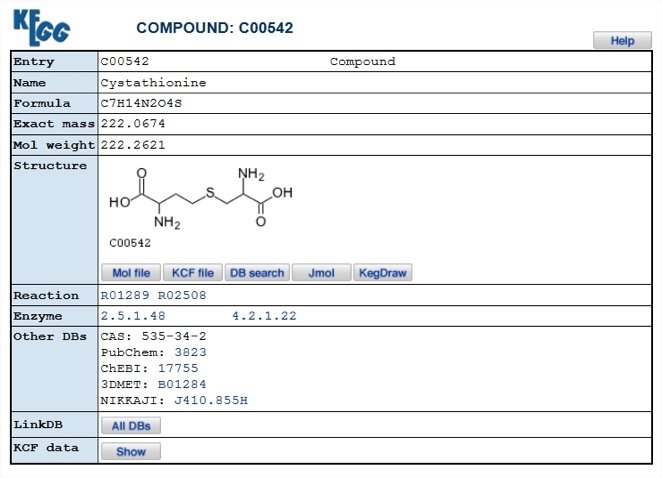 KEGG
COMPOUND: C00542
Help
Entry C00542 Compound
Name Cystathionine
Formula C7H14N2O4S
Exact mass 222.0674
Mol weight 222.2621
Structure
O NH2
HO S OH
NH2 O
C00542
Mol file KCF file DB search Jmol KegDraw
Reaction R01289 R02508
Enzyme 2.5.1.48 4.2.1.22
Other DBs CAS: 535-34-2
PubChem: 3823
ChEBI: 17755
3DMET: B01284
NIKKAJI: J410.855H
LinkDB All DBs
KCF data Show